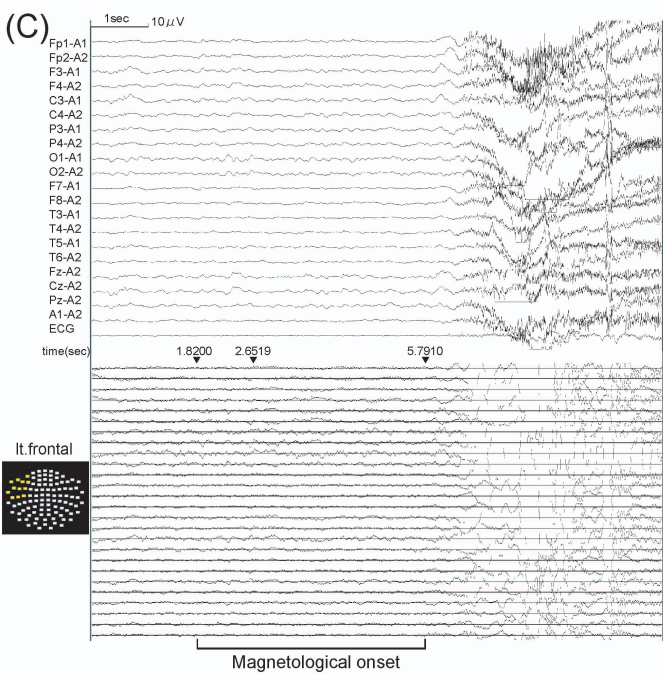 (C)
1sec
10μV
Fp1-A1
Fp2-A2
F3-A1
F4-A2
C3-A1
C4-A2
P3-A1
P4-A2
O1-A1
O2-A2
F7-A1
F8-A2
T3-A1
T4-A2
T5-A1
T6-A2
Fz-A2
Cz-A2
Pz-A2
A1-A2
ECG
time(sec) 1.8200 2.6519 5.7910
lt.frontal
Magnetological onset